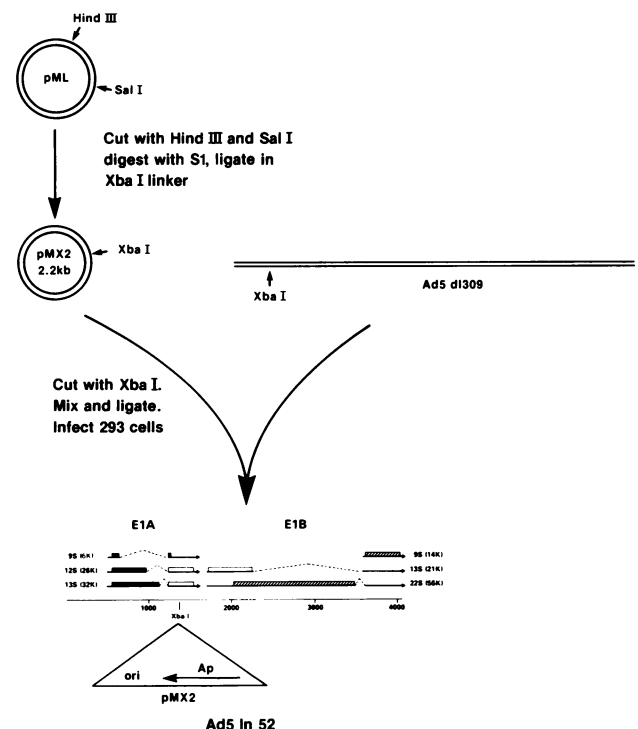 Hind III
pML
Sal I
Cut with Hind III and Sal I
digest with S1, ligate in
Xba I linker
pMX2
2.2kb
Xba I
Xba I
Ad5 dl309
Cut with Xba I.
Mix and ligate.
Infect 293 cells
E1A
E1B
9S (6K)
9S (14K)
12S (26K)
13S (21K)
13S (32K)
22S (56K)
1000
2000
3000
4000
Xba I
ori
Ap
pMX2
Ad5 In 52